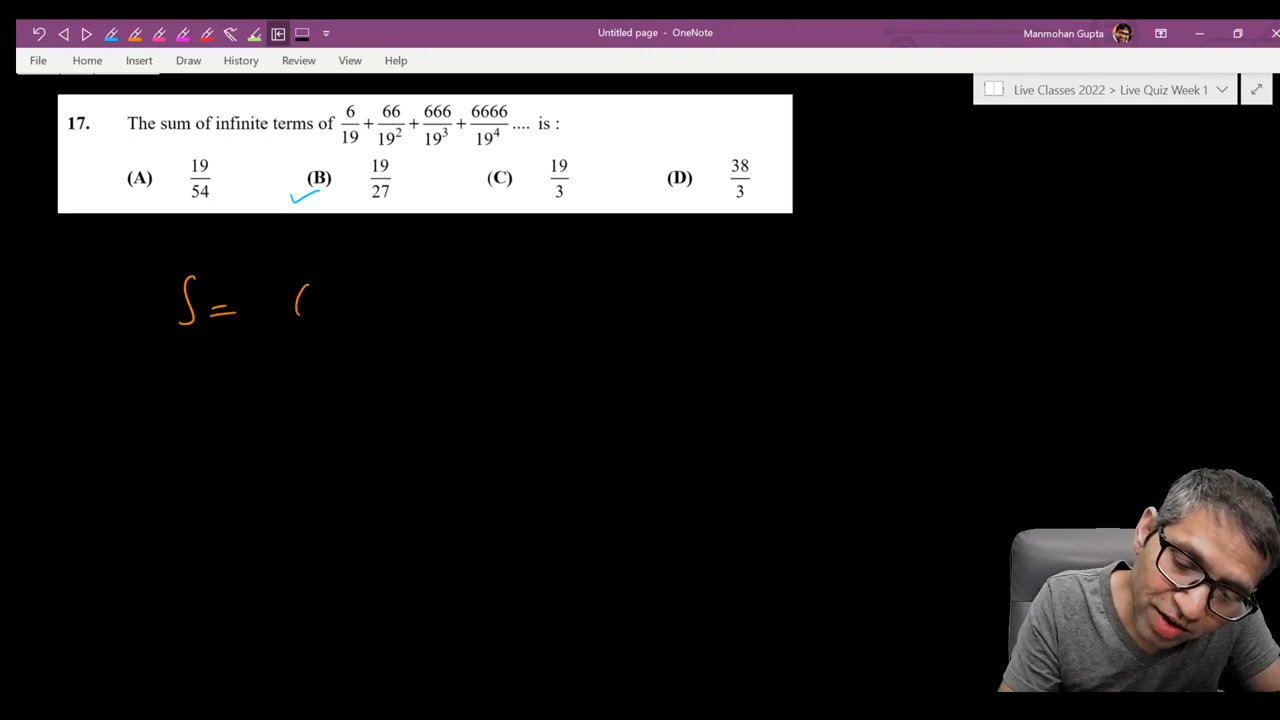 Untitled page - OneNote
Manmohan Gupta
File Home Insert Draw History Review View Help
Live Classes 2022 > Live Quiz Week 1
17. The sum of infinite terms of 6/19 + 66/19² + 666/19³ + 6666/19⁴ .... is :
(A) 19/54 (B) 19/27 (C) 19/3 (D) 38/3
S = (